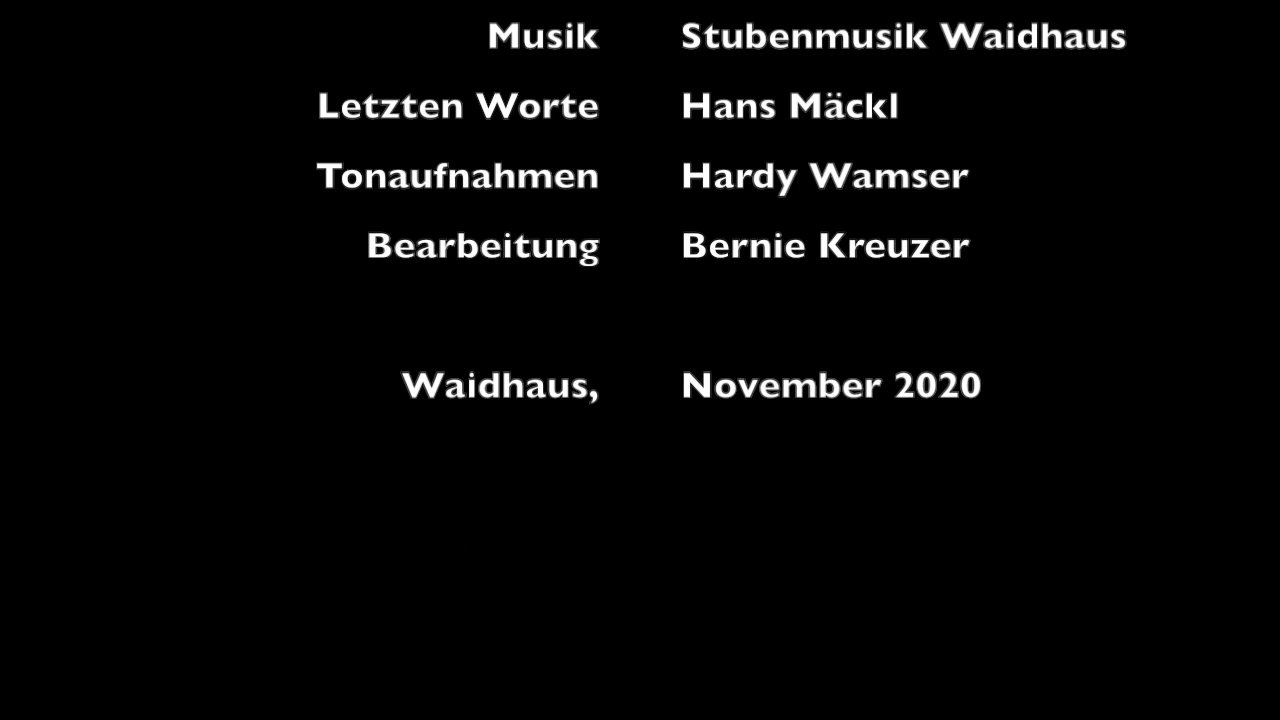 Musik Stubenmusik Waidhaus
Letzten Worte Hans Mäckl
Tonaufnahmen Hardy Wamser
Bearbeitung Bernie Kreuzer
Waidhaus, November 2020